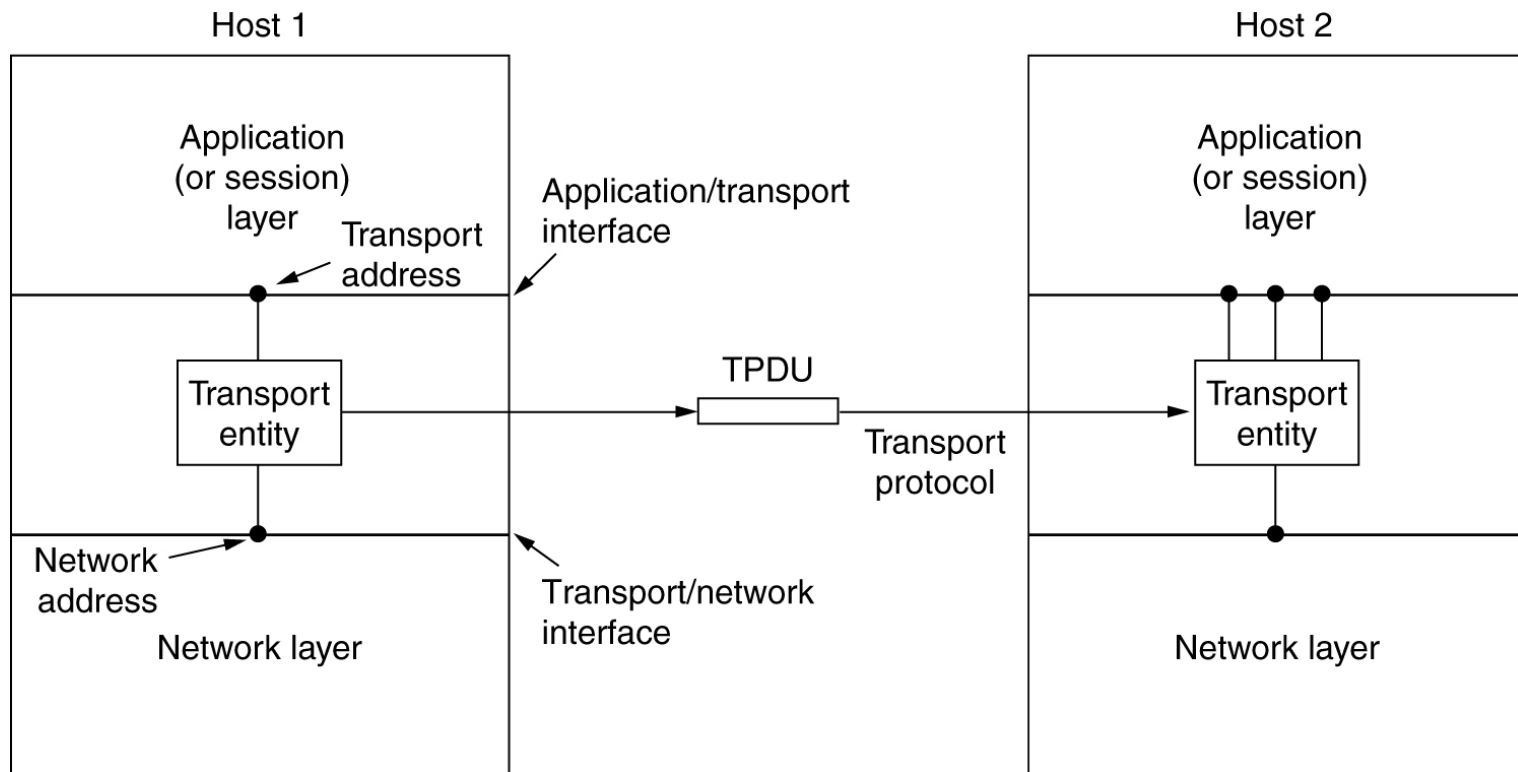 Host 1
Host 2
Application
(or session)
layer
Transport
address
Application/transport
interface
Application
(or session)
layer
Transport
entity
TPDU
Transport
protocol
Transport
entity
Network
address
Network layer
Transport/network
interface
Network layer